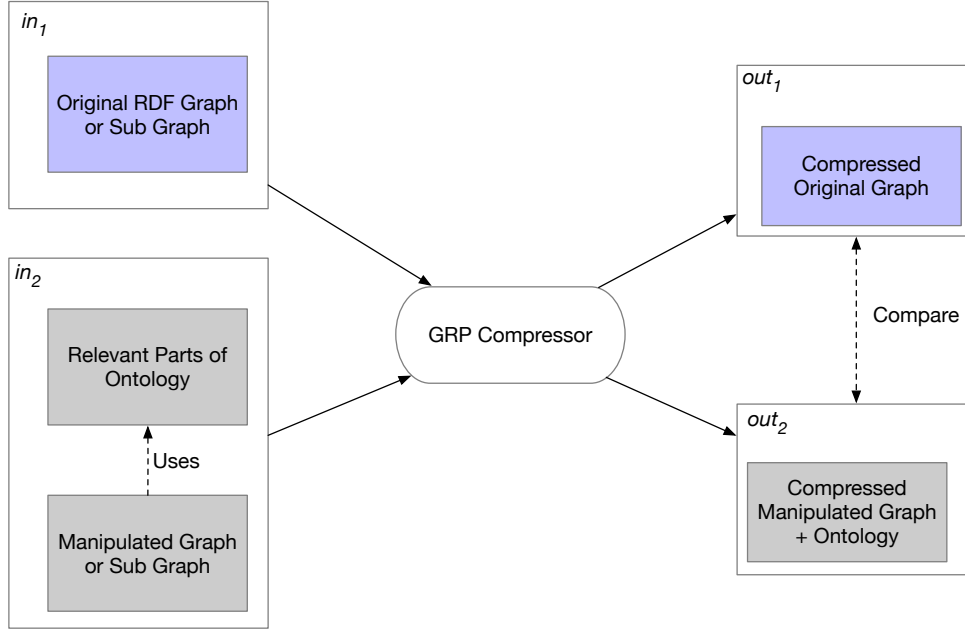 in1
Original RDF Graph
or Sub Graph
in2
Relevant Parts of
Ontology
Uses
Manipulated Graph
or Sub Graph
GRP Compressor
out1
Compressed
Original Graph
Compare
out2
Compressed
Manipulated Graph
+ Ontology